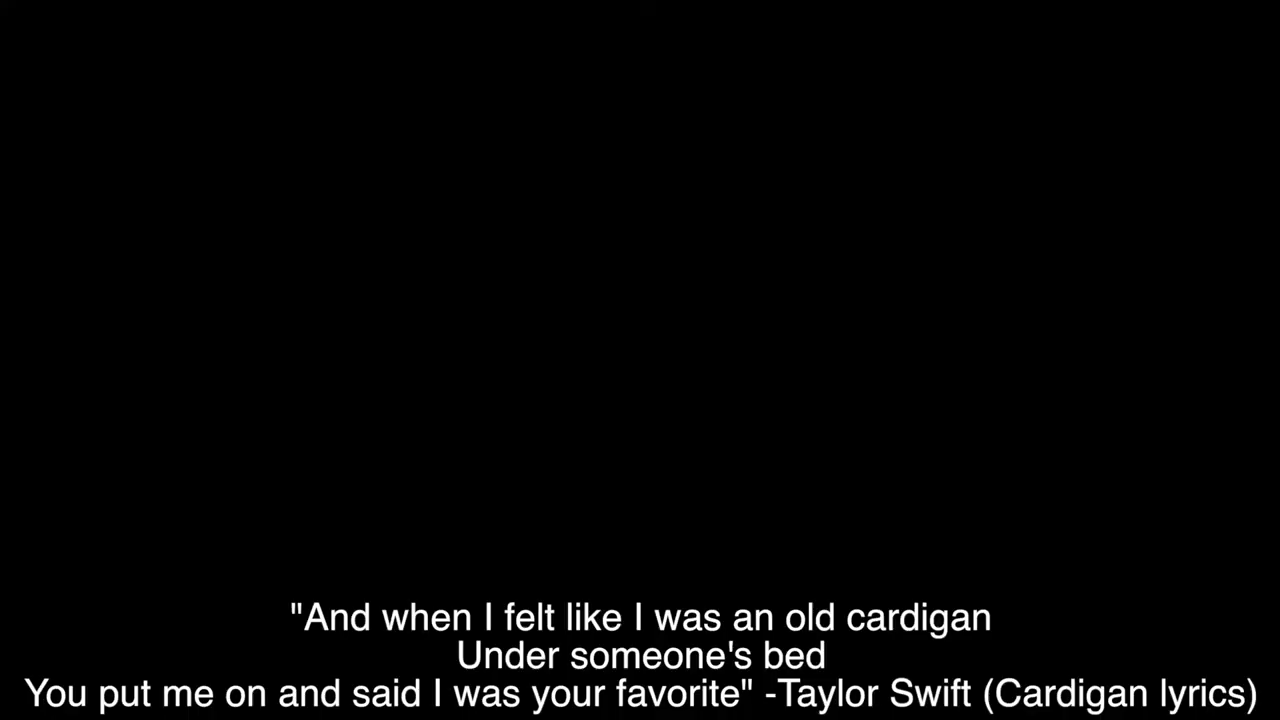 "And when I felt like I was an old cardigan
Under someone's bed
You put me on and said I was your favorite" -Taylor Swift (Cardigan lyrics)